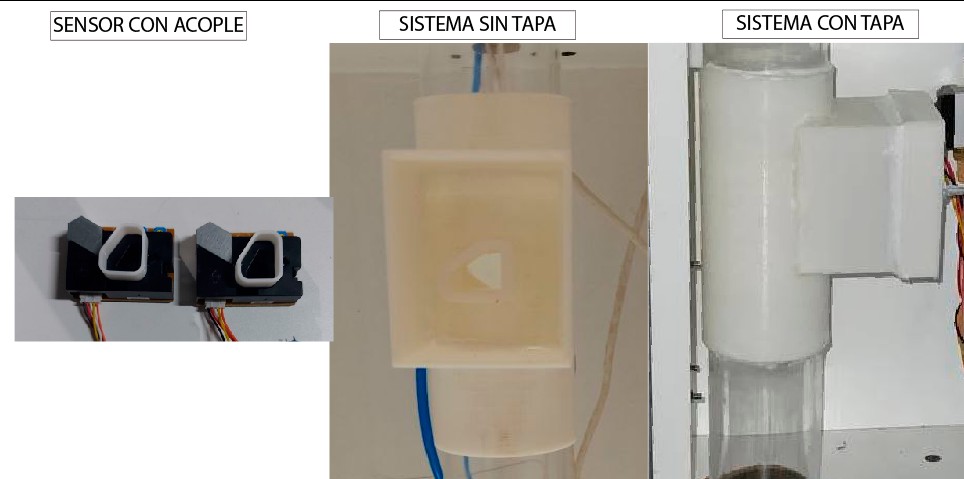 SENSOR CON ACOPLE
SISTEMA SIN TAPA
SISTEMA CON TAPA